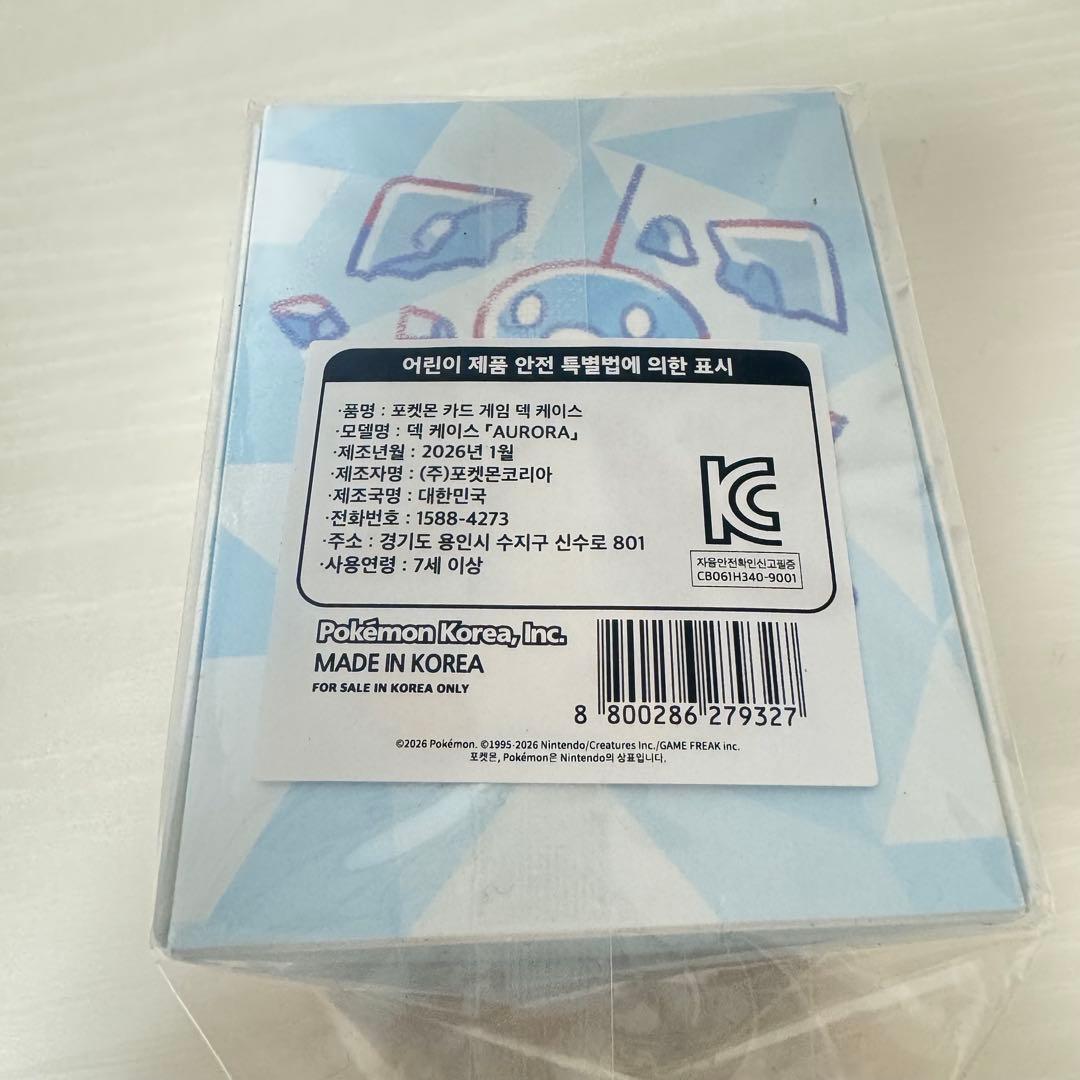 어린이 제품 안전 특별법에 의한 표시
·품명 : 포켓몬 카드 게임 덱 케이스
·모델명 : 덱 케이스 「AURORA」
·제조년월 : 2026년 1월
·제조자명 : (주)포켓몬코리아
·제조국명 : 대한민국
·전화번호 : 1588-4273
·주소 : 경기도 용인시 수지구 신수로 801
·사용연령 : 7세 이상
KC
자율안전확인신고필증
CB061H340-9001
Pokémon Korea, Inc.
MADE IN KOREA
FOR SALE IN KOREA ONLY
8 800286 279327
©2026 Pokémon. ©1995-2026 Nintendo/Creatures Inc./GAME FREAK inc.
포켓몬, Pokémon은 Nintendo의 상표입니다.